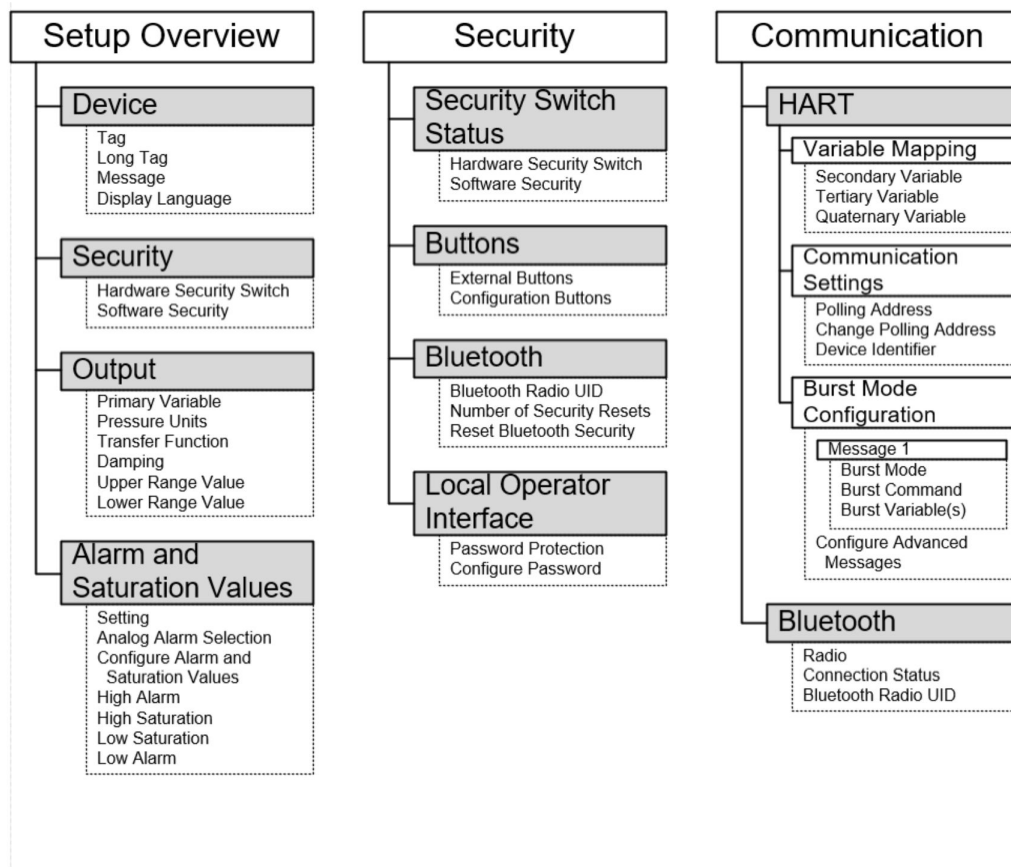 Setup Overview
Device
Tag
Long Tag
Message
Display Language
Security
Hardware Security Switch
Software Security
Output
Primary Variable
Pressure Units
Transfer Function
Damping
Upper Range Value
Lower Range Value
Alarm and
Saturation Values
Setting
Analog Alarm Selection
Configure Alarm and
Saturation Values
High Alarm
High Saturation
Low Saturation
Low Alarm
Security
Security Switch
Status
Hardware Security Switch
Software Security
Buttons
External Buttons
Configuration Buttons
Bluetooth
Bluetooth Radio UID
Number of Security Resets
Reset Bluetooth Security
Local Operator
Interface
Password Protection
Configure Password
Communication
HART
Variable Mapping
Secondary Variable
Tertiary Variable
Quaternary Variable
Communication
Settings
Polling Address
Change Polling Address
Device Identifier
Burst Mode
Configuration
Message 1
Burst Mode
Burst Command
Burst Variable(s)
Configure Advanced
Messages
Bluetooth
Radio
Connection Status
Bluetooth Radio UID